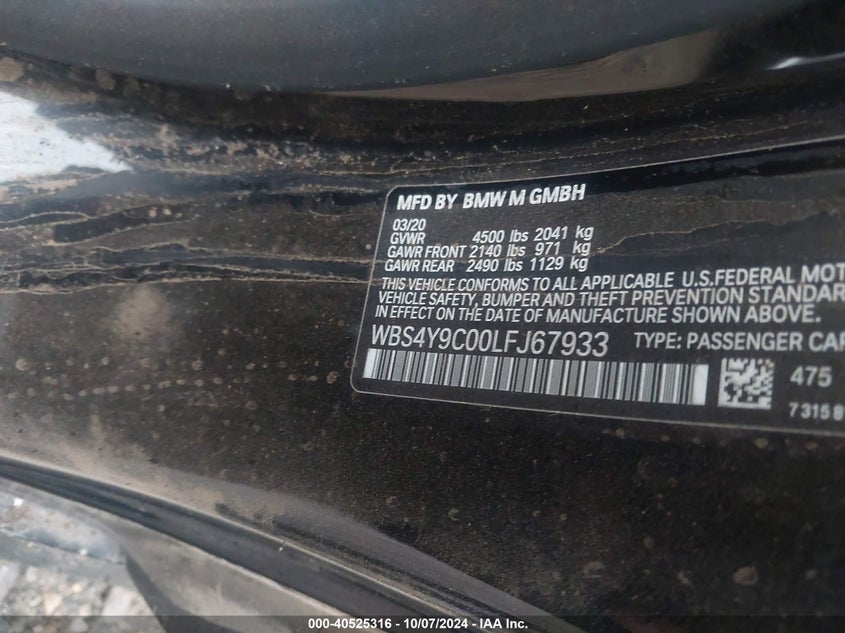 MFD BY BMW M GMBH
03/20
GVWR 4500 lbs 2041 kg
GAWR FRONT 2140 lbs 971 kg
GAWR REAR 2490 lbs 1129 kg
THIS VEHICLE CONFORMS TO ALL APPLICABLE U.S.FEDERAL MOT
VEHICLE SAFETY, BUMPER AND THEFT PREVENTION STANDAR
IN EFFECT ON THE DATE OF MANUFACTURE SHOWN ABOVE.
WBS4Y9C00LFJ67933 TYPE: PASSENGER CAR
475
73158
000-40525316 - 10/07/2024 - IAA Inc.